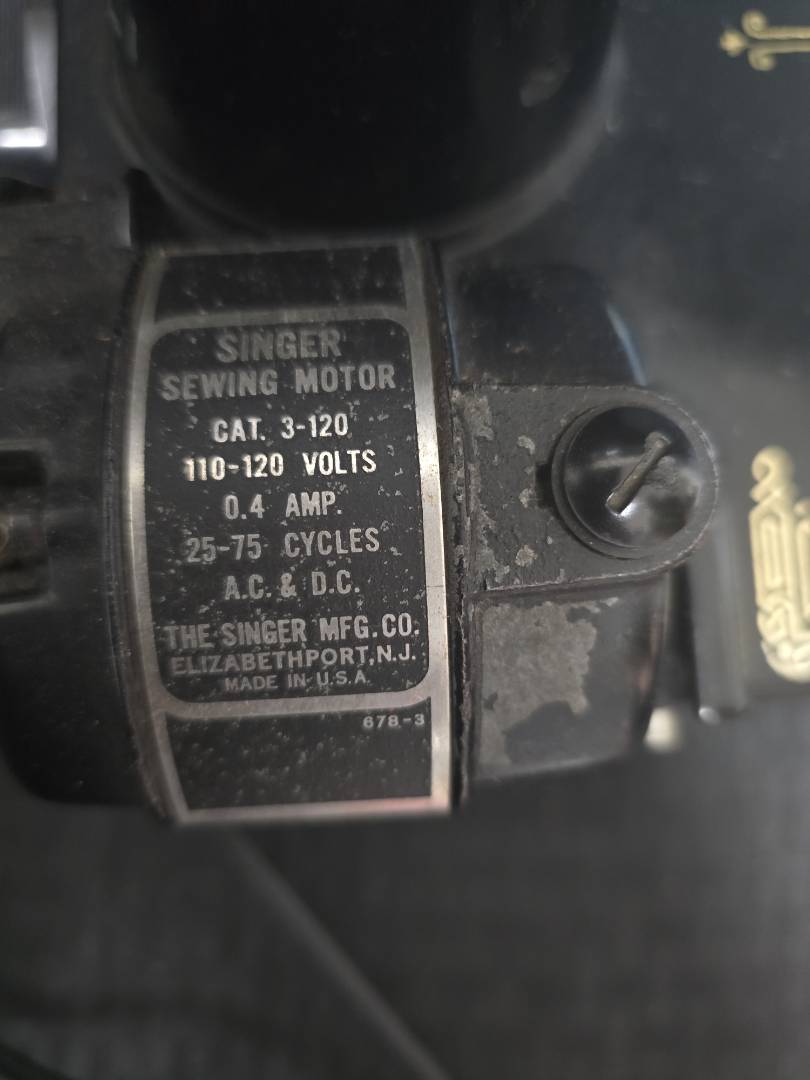 SINGER
SEWING MOTOR
CAT. 3-120
110-120 VOLTS
0.4 AMP.
25-75 CYCLES
A.C. & D.C.
THE SINGER MFG. CO.
ELIZABETHPORT, N.J.
MADE IN U.S.A.
678-3